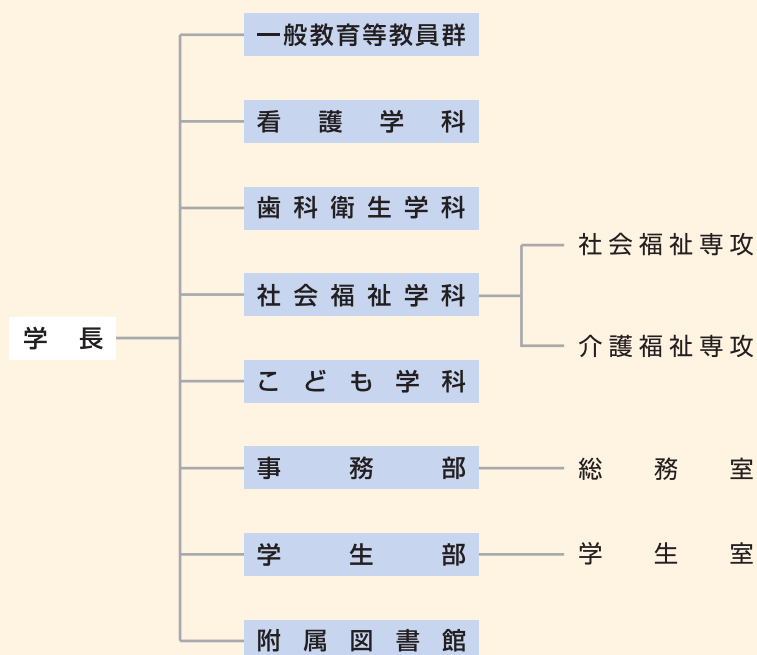 一般教育等教員群
看護学科
歯科衛生学科
社会福祉専攻
社会福祉学科
学長
介護福祉専攻
こども学科
事務部
総務室
学生部
学生室
附属図書館